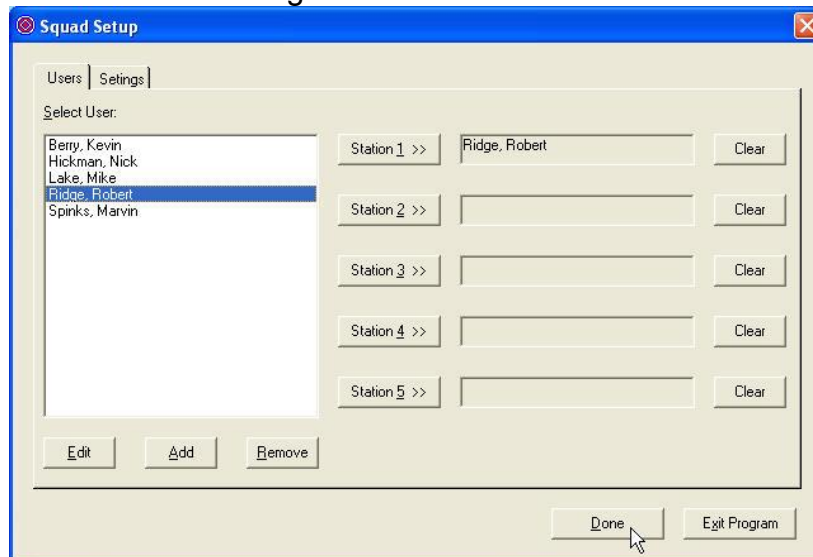 Squad Setup
Users Setings
Select User:
Berry, Kevin
Hickman, Nick
Lake, Mike
Ridge, Robert
Spinks, Marvin
Station 1 >> Ridge, Robert Clear
Station 2 >> Clear
Station 3 >> Clear
Station 4 >> Clear
Station 5 >> Clear
Edit Add Remove
Done Exit Program